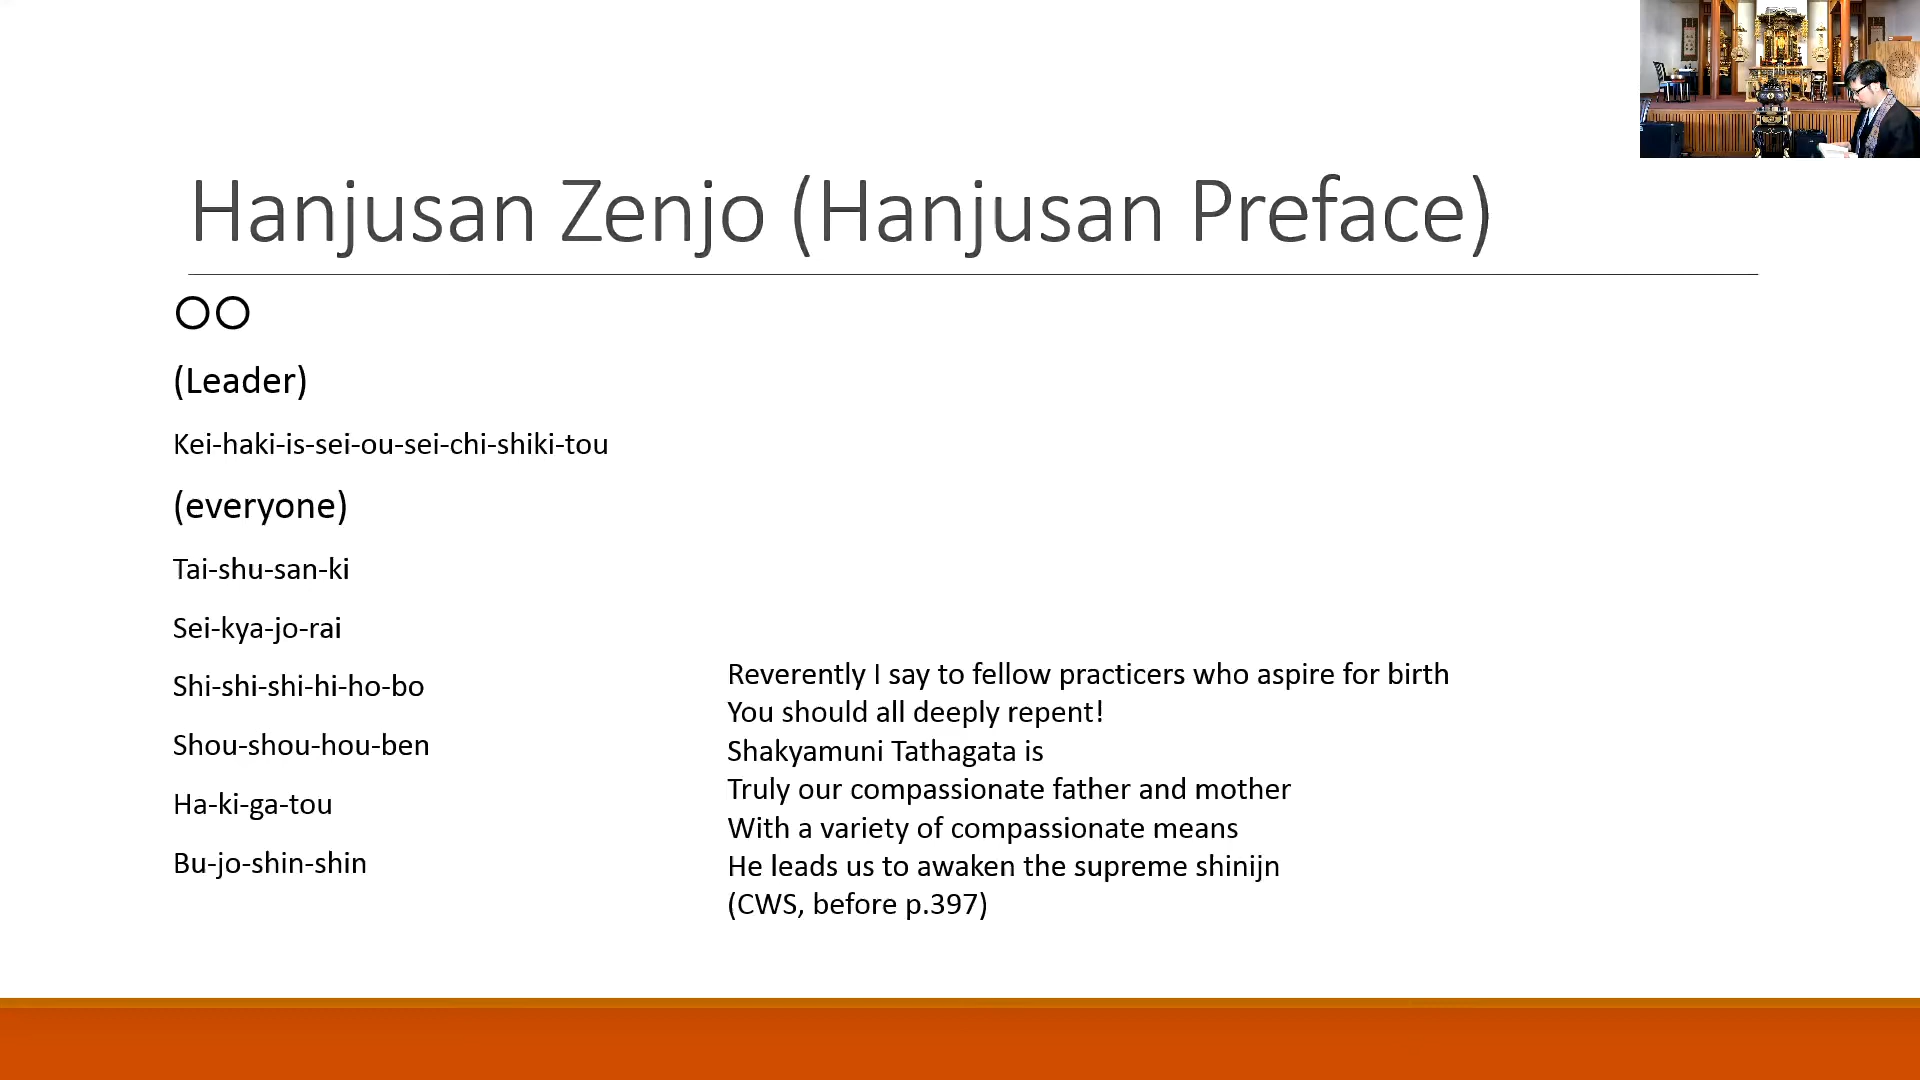 Hanjusan Zenjo (Hanjusan Preface)
○○
(Leader)
Kei-haki-is-sei-ou-sei-chi-shiki-tou
(everyone)
Tai-shu-san-ki
Sei-kya-jo-rai
Shi-shi-shi-hi-ho-bo
Shou-shou-hou-ben
Ha-ki-ga-tou
Bu-jo-shin-shin
Reverently I say to fellow practicers who aspire for birth
You should all deeply repent!
Shakyamuni Tathagata is
Truly our compassionate father and mother
With a variety of compassionate means
He leads us to awaken the supreme shinijn
(CWS, before p.397)